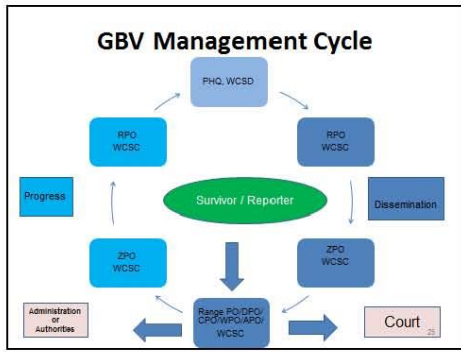 GBV Management Cycle
PHQ, WCSD
RPO
WCSC
RPO
WCSC
Progress
Survivor / Reporter
Dissemination
ZPO
WCSC
ZPO
WCSC
Administration
or
Authorities
Range PO/DPO/
CPO/WPO/APO/
WCSC
Court
25